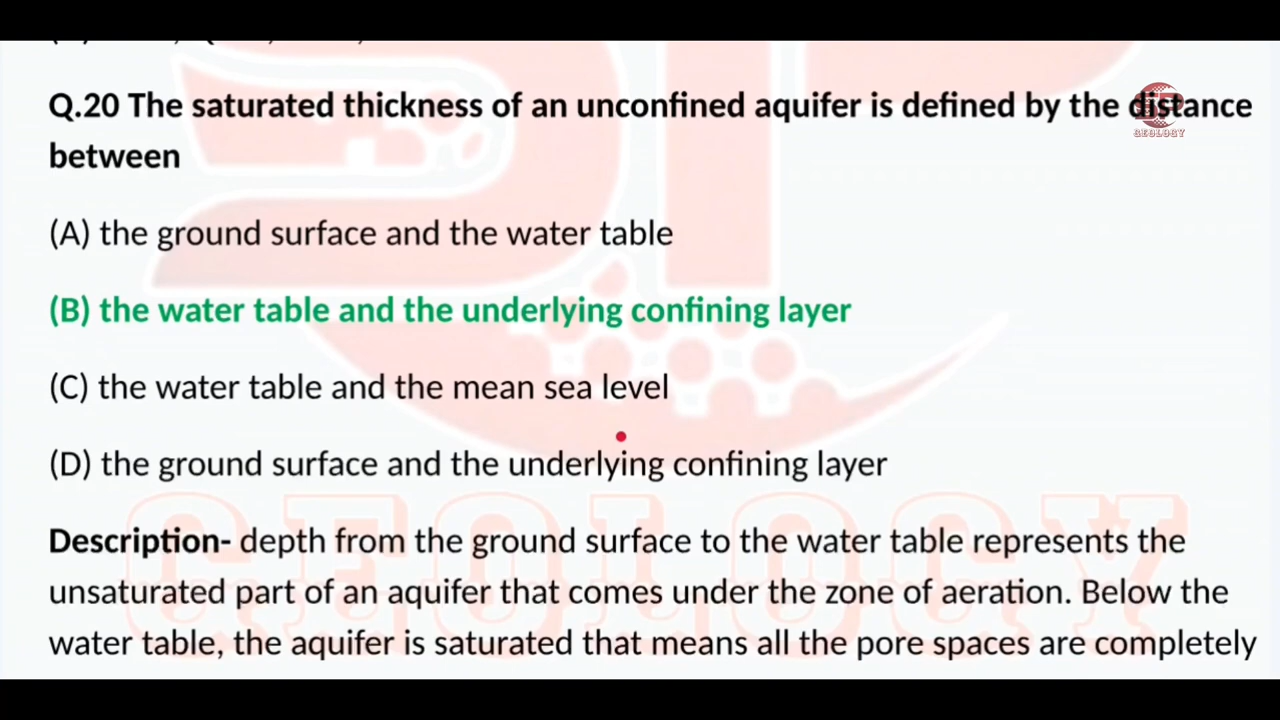 Q.20 The saturated thickness of an unconfined aquifer is defined by the distance
between
(A) the ground surface and the water table
(B) the water table and the underlying confining layer
(C) the water table and the mean sea level
(D) the ground surface and the underlying confining layer
Description- depth from the ground surface to the water table represents the
unsaturated part of an aquifer that comes under the zone of aeration. Below the
water table, the aquifer is saturated that means all the pore spaces are completely
GEOLOGY
GEOLOGY